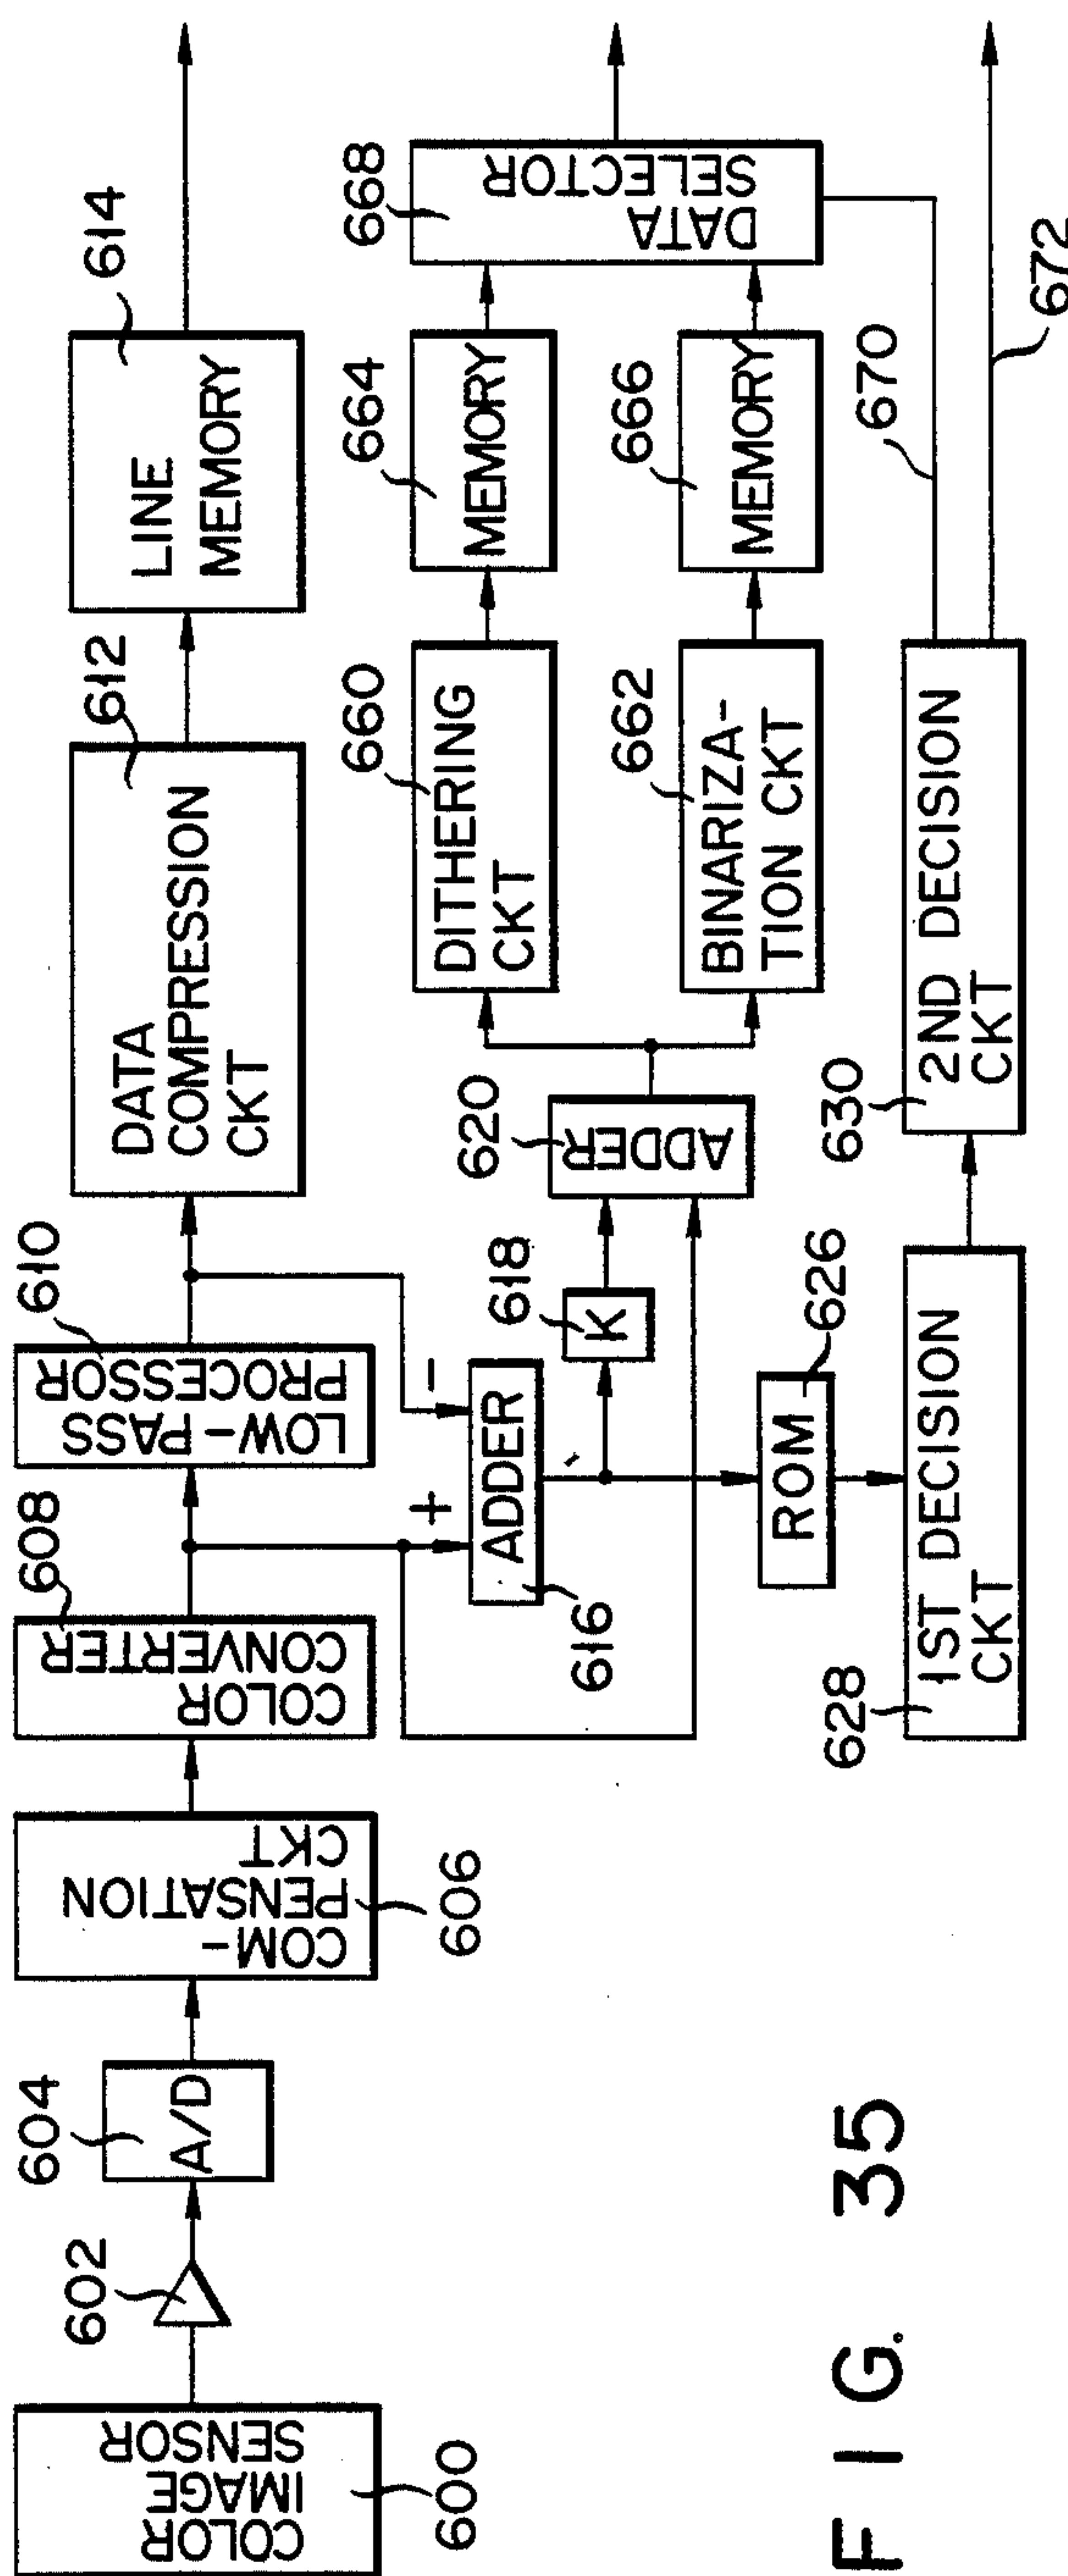 600
COLOR
IMAGE
SENSOR
602
604
A/D
606
COM-
PENSATION
CKT
608
COLOR
CONVERTER
610
LOW-PASS
PROCESSOR
612
DATA
COMPRESSION
CKT
614
LINE
MEMORY
+
-
ADDER
616
618
K
620
ADDER
660
DITHERING
CKT
664
MEMORY
662
BINARIZA-
TION CKT
666
MEMORY
668
DATA
SELECTOR
ROM
626
628
1ST DECISION
CKT
630
2ND DECISION
CKT
670
672
FIG. 35